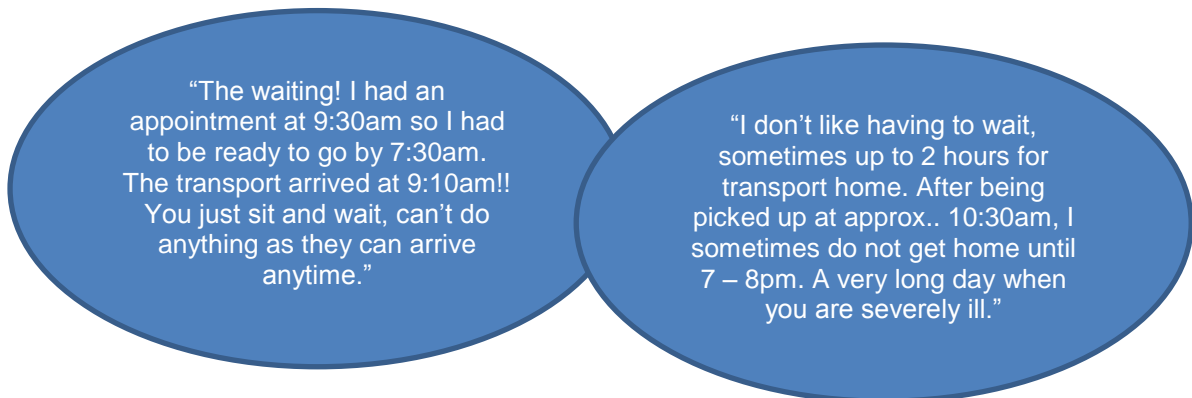 “The waiting! I had an
appointment at 9:30am so I had
to be ready to go by 7:30am.
The transport arrived at 9:10am!!
You just sit and wait, can’t do
anything as they can arrive
anytime.”
“I don’t like having to wait,
sometimes up to 2 hours for
transport home. After being
picked up at approx.. 10:30am, I
sometimes do not get home until
7 – 8pm. A very long day when
you are severely ill.”